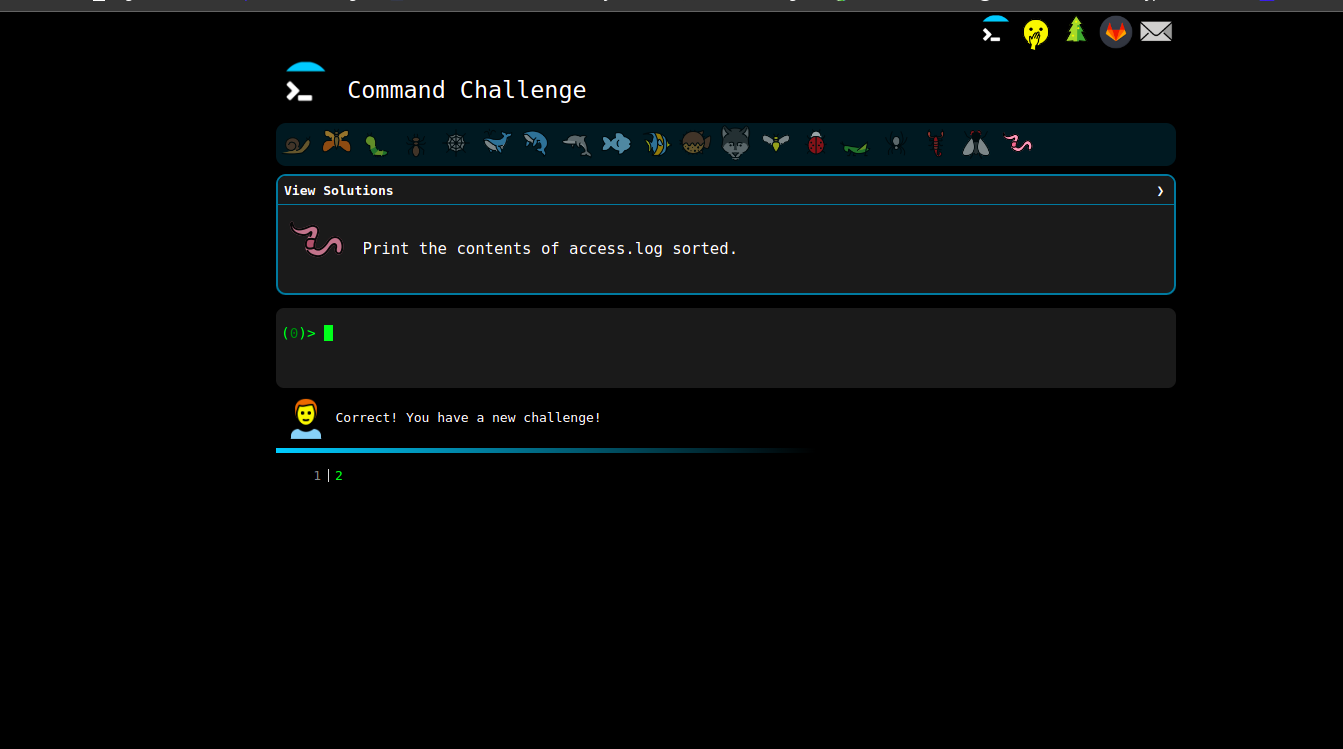 Command Challenge
View Solutions ❯
Print the contents of access.log sorted.
(0)>
Correct! You have a new challenge!
1 2